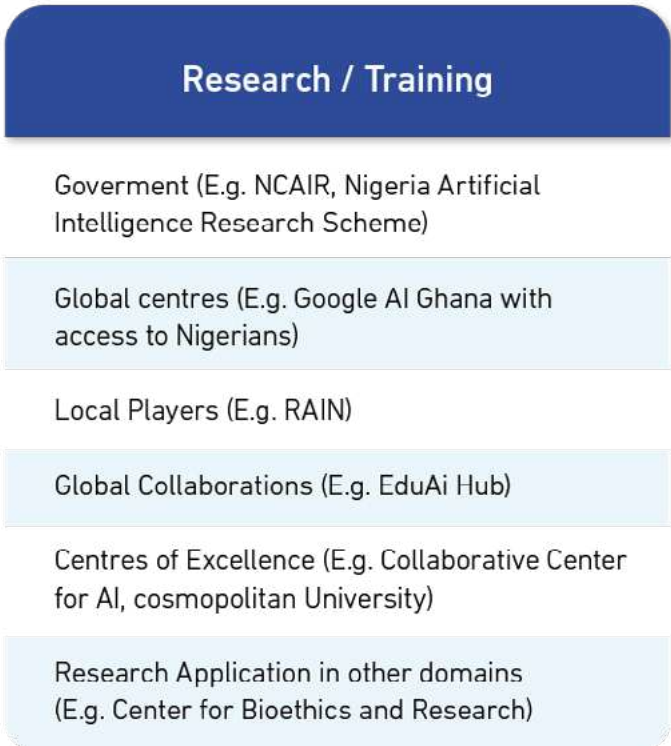 Research / Training
Goverment (E.g. NCAIR, Nigeria Artificial
Intelligence Research Scheme)
Global centres (E.g. Google AI Ghana with
access to Nigerians)
Local Players (E.g. RAIN)
Global Collaborations (E.g. EduAi Hub)
Centres of Excellence (E.g. Collaborative Center
for AI, cosmopolitan University)
Research Application in other domains
(E.g. Center for Bioethics and Research)